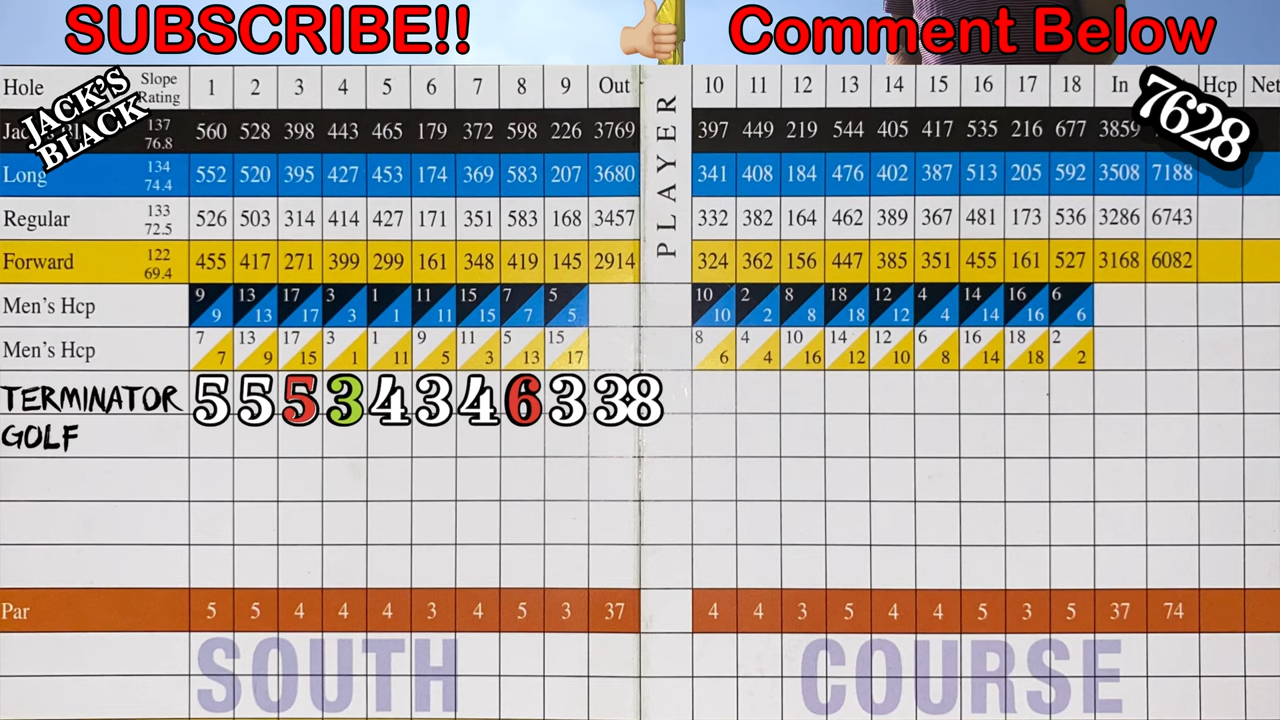 SUBSCRIBE!! Comment Below
Hole Slope Rating 1 2 3 4 5 6 7 8 9 Out PLAYER 10 11 12 13 14 15 16 17 18 In Hcp Net
JACK'S BLACK 137 76.8 560 528 398 443 465 179 372 598 226 3769 397 449 219 544 405 417 535 216 677 3859 7628
Long 134 74.4 552 520 395 427 453 174 369 583 207 3680 341 408 184 476 402 387 513 205 592 3508 7188
Regular 133 72.5 526 503 314 414 427 171 351 583 168 3457 332 382 164 462 389 367 481 173 536 3286 6743
Forward 122 69.4 455 417 271 399 299 161 348 419 145 2914 324 362 156 447 385 351 455 161 527 3168 6082
Men's Hcp 9 9 13 13 17 17 3 3 1 1 11 11 15 15 7 7 5 5 10 10 2 2 8 8 18 18 12 12 4 4 14 14 16 16 6 6
Men's Hcp 7 7 13 9 17 15 3 1 1 11 9 5 11 3 5 13 15 17 8 6 4 4 10 16 14 12 12 10 6 8 16 14 18 18 2 2
TERMINATOR GOLF 5 5 5 3 4 3 4 6 3 38
Par 5 5 4 4 4 3 4 5 3 37 4 4 3 5 4 4 5 3 5 37 74
SOUTH COURSE